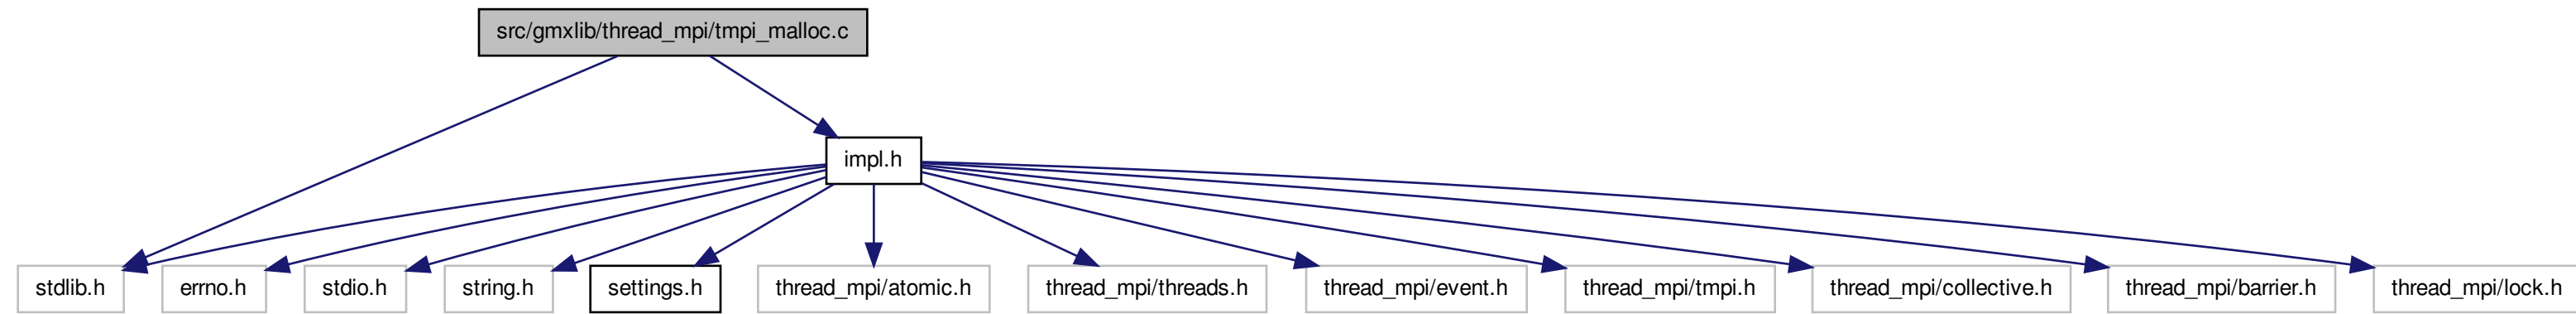 src/gmxlib/thread_mpi/tmpi_malloc.c
impl.h
stdlib.h
errno.h
stdio.h
string.h
settings.h
thread_mpi/atomic.h
thread_mpi/threads.h
thread_mpi/event.h
thread_mpi/tmpi.h
thread_mpi/collective.h
thread_mpi/barrier.h
thread_mpi/lock.h